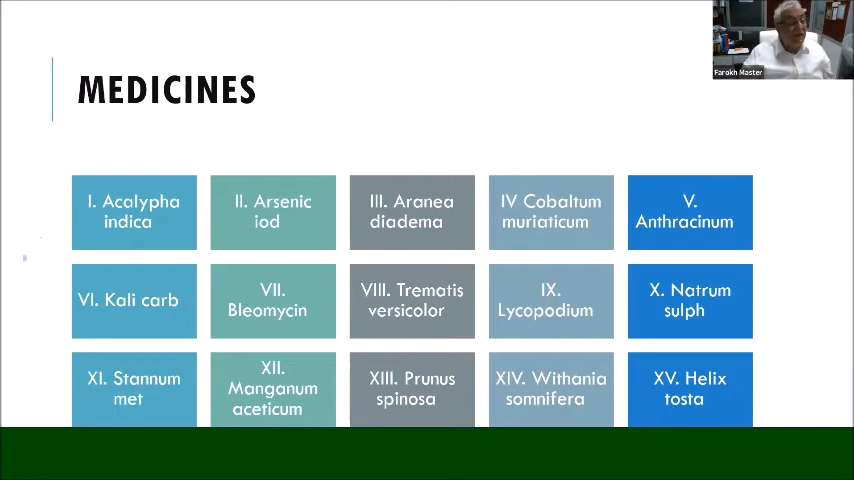 Farokh Master
MEDICINES
I. Acalypha
indica
II. Arsenic
iod
III. Aranea
diadema
IV Cobaltum
muriaticum
V.
Anthracinum
VI. Kali carb
VII.
Bleomycin
VIII. Trematis
versicolor
IX.
Lycopodium
X. Natrum
sulph
XI. Stannum
met
XII.
Manganum
aceticum
XIII. Prunus
spinosa
XIV. Withania
somnifera
XV. Helix
tosta